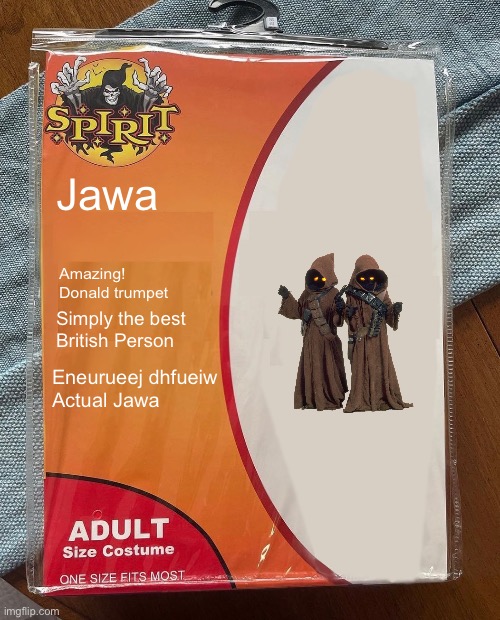 SPIRIT
Jawa
Amazing!
Donald trumpet
Simply the best
British Person
Eneurueej dhfueiw
Actual Jawa
ADULT
Size Costume
ONE SIZE FITS MOST
imgflip.com